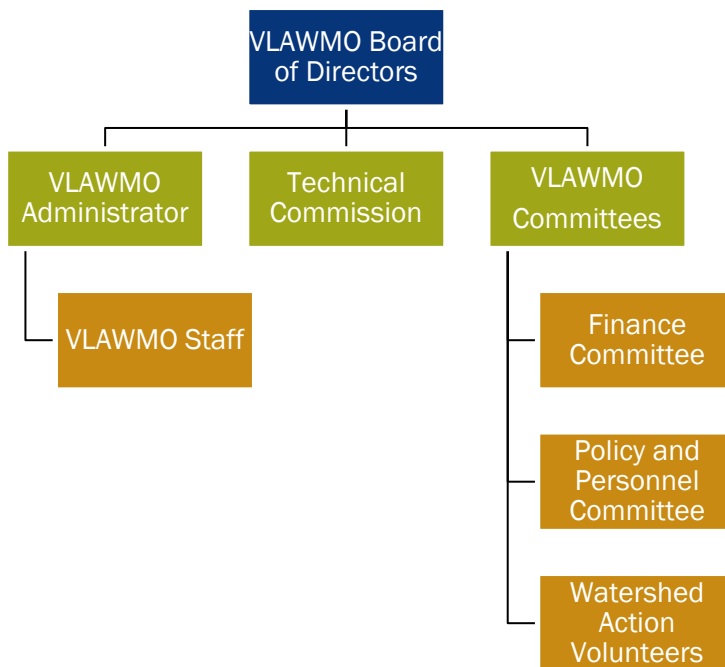 VLAWMO Board
of Directors
VLAWMO
Administrator
Technical
Commission
VLAWMO
Committees
VLAWMO Staff
Finance
Committee
Policy and
Personnel
Committee
Watershed
Action
Volunteers